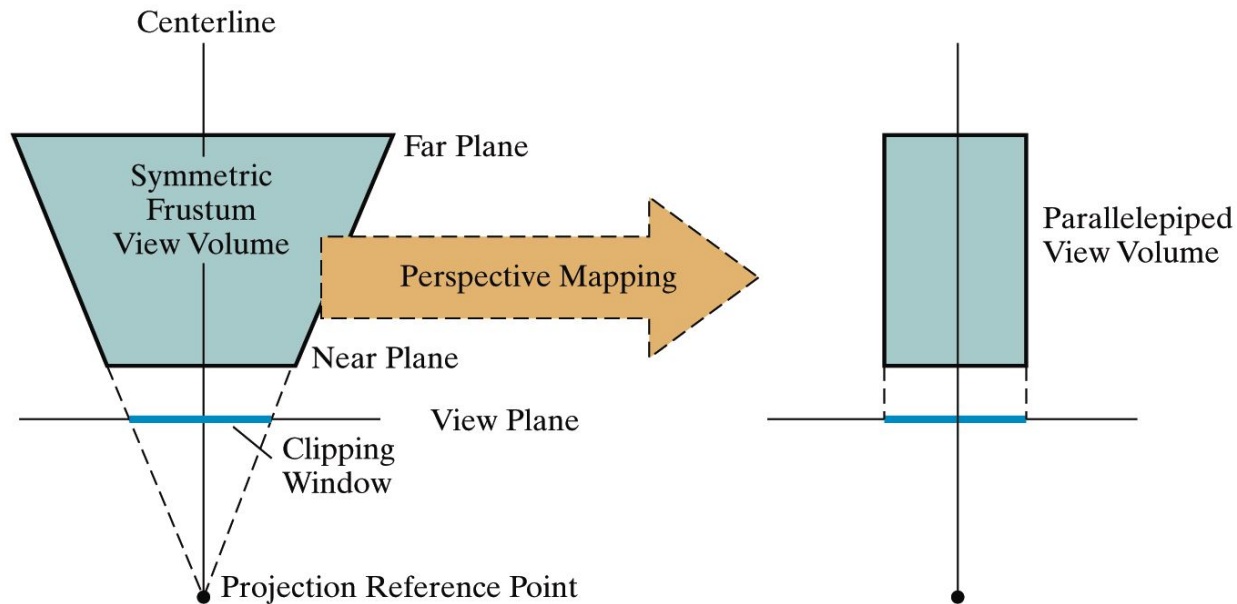 Centerline
Far Plane
Symmetric
Frustum
View Volume
Perspective Mapping
Parallelepiped
View Volume
Near Plane
View Plane
Clipping
Window
Projection Reference Point